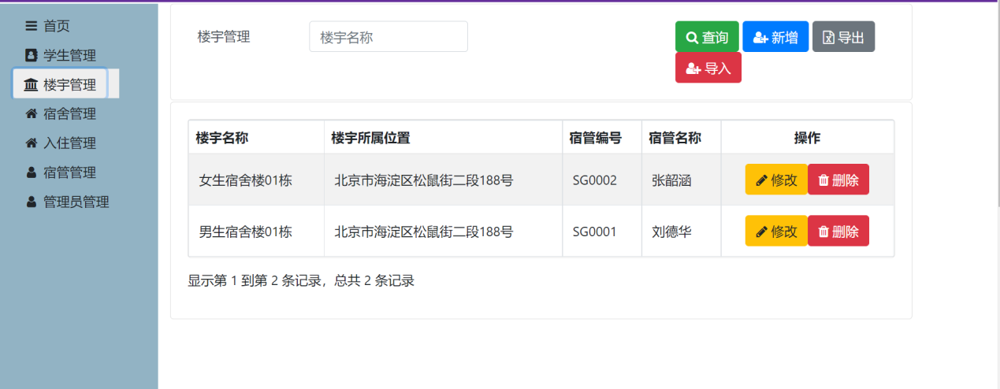 首页
学生管理
楼宇管理
宿舍管理
入住管理
宿管管理
管理员管理
楼宇管理 楼宇名称 查询 新增 导出
导入
楼宇名称 楼宇所属位置 宿管编号 宿管名称 操作
女生宿舍楼01栋 北京市海淀区松鼠街二段188号 SG0002 张韶涵 修改 删除
男生宿舍楼01栋 北京市海淀区松鼠街二段188号 SG0001 刘德华 修改 删除
显示第 1 到第 2 条记录，总共 2 条记录